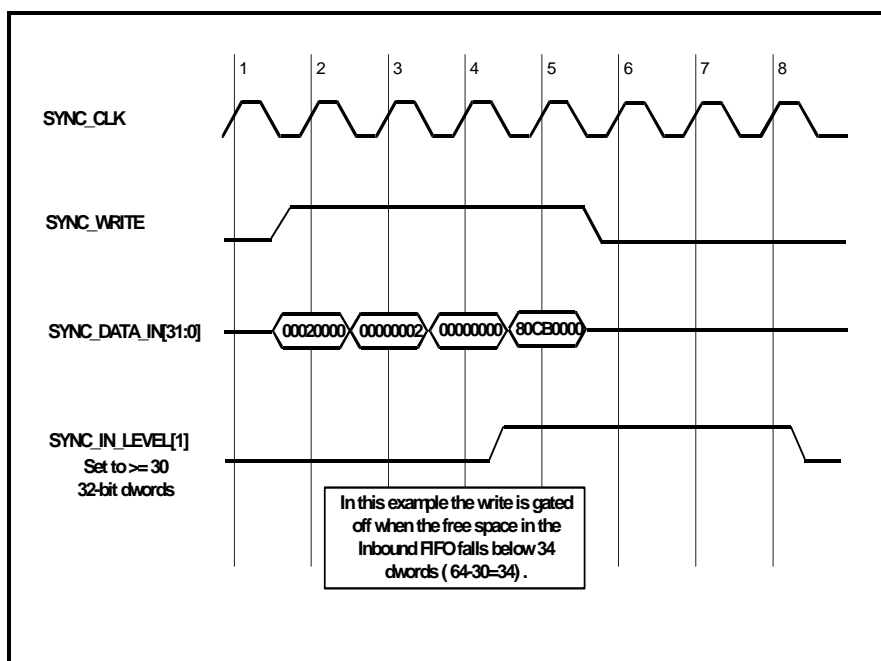 1 2 3 4 5 6 7 8
SYNC_CLK
SYNC_WRITE
SYNC_DATA_IN[31:0] 00020000 00000002 00000000 80CB0000
SYNC_IN_LEVEL[1]
Set to >= 30
32-bit dwords
In this example the write is gated
off when the free space in the
Inbound FIFO falls below 34
dwords ( 64-30=34) .